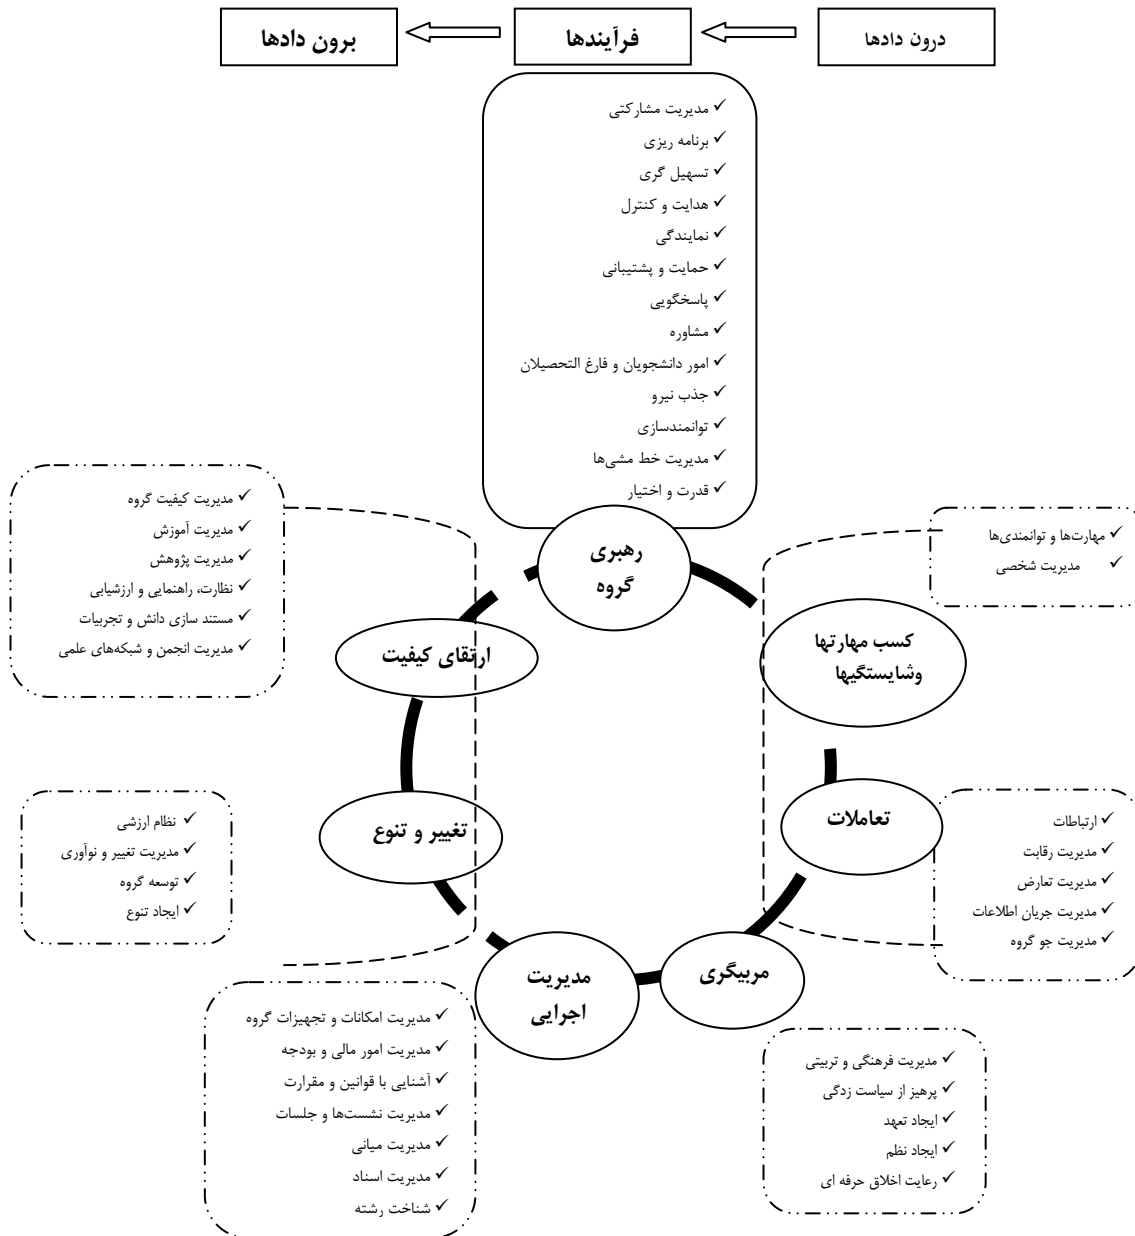 درون دادها
فرآیندها
برون دادها
✓ مدیریت مشارکتی
✓ برنامه ریزی
✓ تسهیل گری
✓ هدایت و کنترل
✓ نمایندگی
✓ حمایت و پشتیبانی
✓ پاسخگویی
✓ مشاوره
✓ امور دانشجویان و فارغ التحصیلان
✓ جذب نیرو
✓ توانمندسازی
✓ مدیریت خط مشی‌ها
✓ قدرت و اختیار
رهبری
گروه
✓ مهارت‌ها و توانمندی‌ها
✓ مدیریت شخصی
کسب مهارتها
وشایستگیها
✓ مدیریت کیفیت گروه
✓ مدیریت آموزش
✓ مدیریت پژوهش
✓ نظارت، راهنمایی و ارزشیابی
✓ مستند سازی دانش و تجربیات
✓ مدیریت انجمن و شبکه‌های علمی
ارتقای کیفیت
تعاملات
✓ ارتباطات
✓ مدیریت رقابت
✓ مدیریت تعارض
✓ مدیریت جریان اطلاعات
✓ مدیریت جو گروه
تغییر و تنوع
✓ نظام ارزشی
✓ مدیریت تغییر و نوآوری
✓ توسعه گروه
✓ ایجاد تنوع
مربیگری
✓ مدیریت فرهنگی و تربیتی
✓ پرهیز از سیاست زدگی
✓ ایجاد تعهد
✓ ایجاد نظم
✓ رعایت اخلاق حرفه ای
مدیریت
اجرایی
✓ مدیریت امکانات و تجهیزات گروه
✓ مدیریت امور مالی و بودجه
✓ آشنایی با قوانین و مقرارت
✓ مدیریت نشست‌ها و جلسات
✓ مدیریت میانی
✓ مدیریت اسناد
✓ شناخت رشته